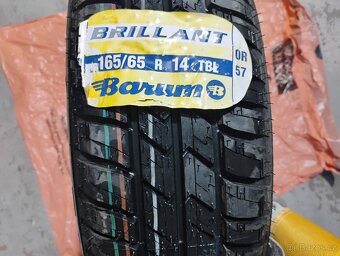 BRILLANT
165/65 R 14 TBL
OR
57
Barum B